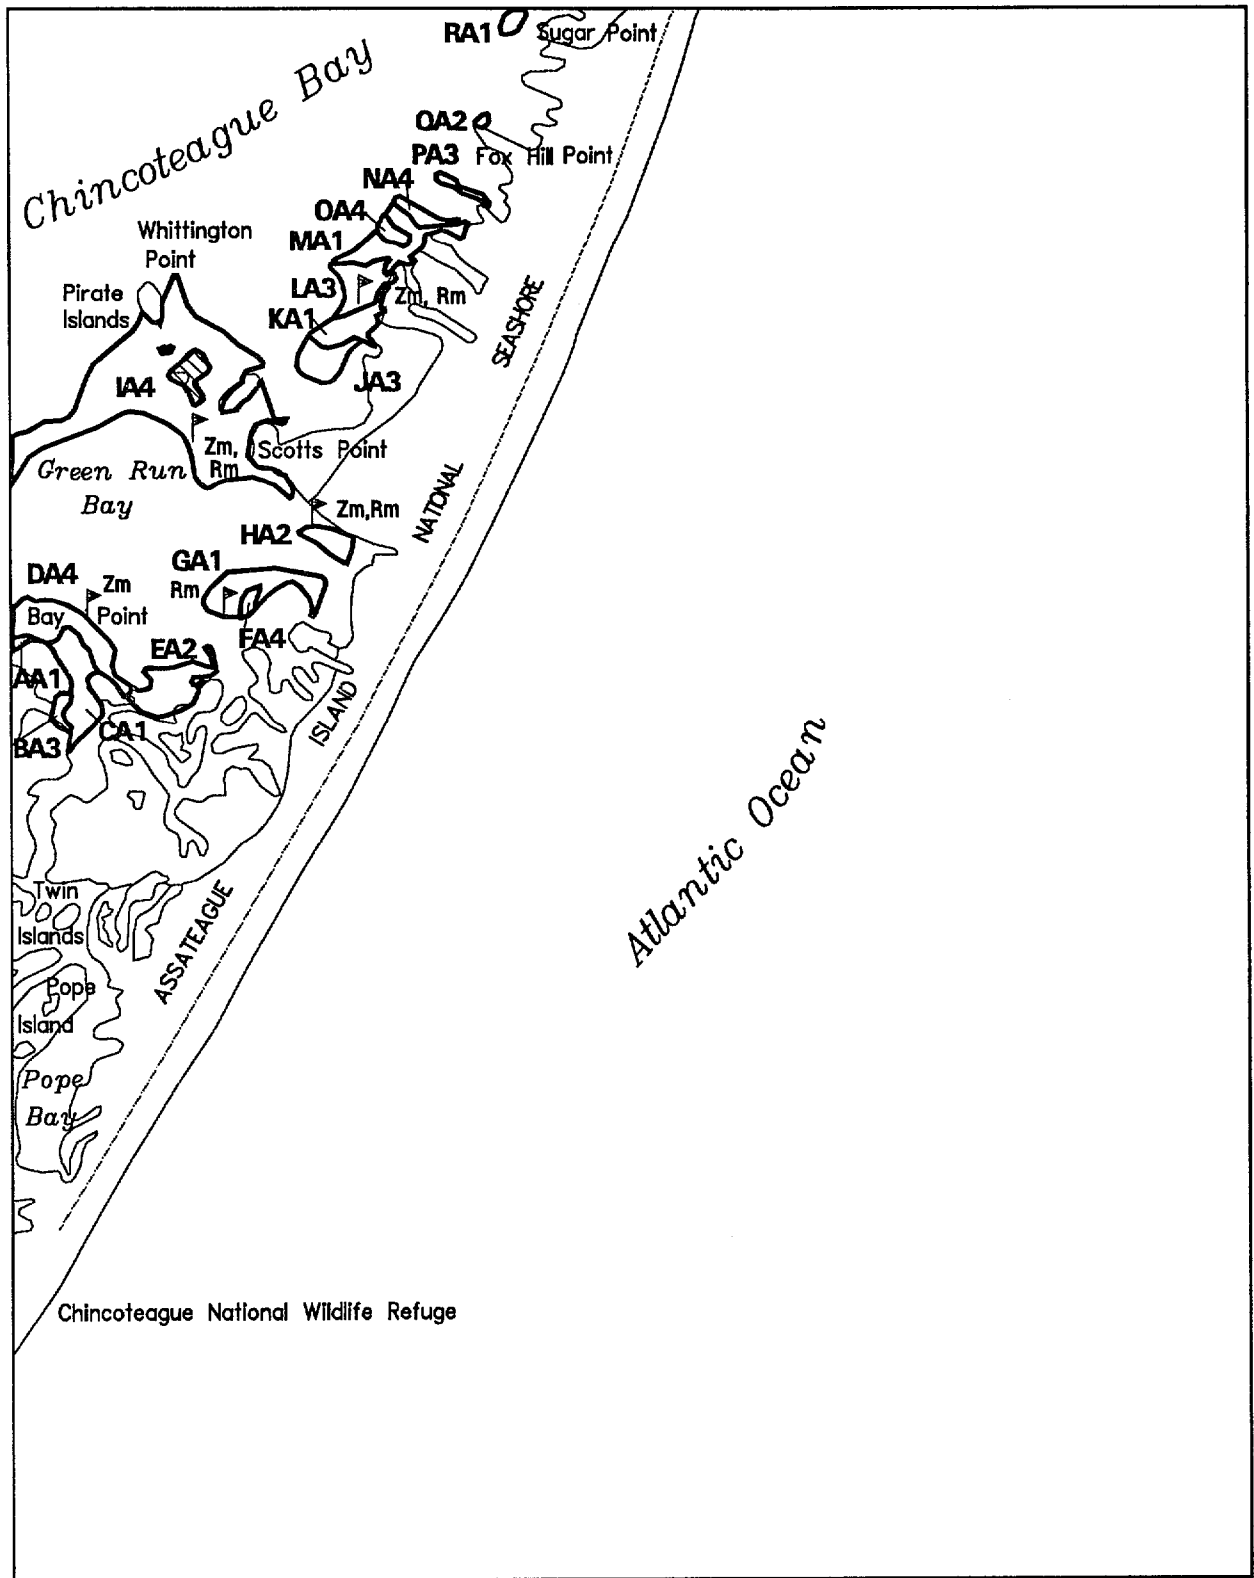 RA1
Sugar Point
Chincoteague Bay
QA2
PA3
Fox Hill Point
NA4
OA4
MA1
Whittington
Point
LA3
Zm, Rm
Pirate
Islands
KA1
SEASHORE
JA3
IA4
Zm,
Rm
Scotts Point
Green Run
Bay
NATIONAL
Zm,Rm
HA2
GA1
DA4
Zm
Rm
Bay Point
FA4
EA2
AA1
ISLAND
CA1
BA3
Atlantic Ocean
Twin
Islands
ASSATEAGUE
Pope
Island
Pope
Bay
Chincoteague National Wildlife Refuge